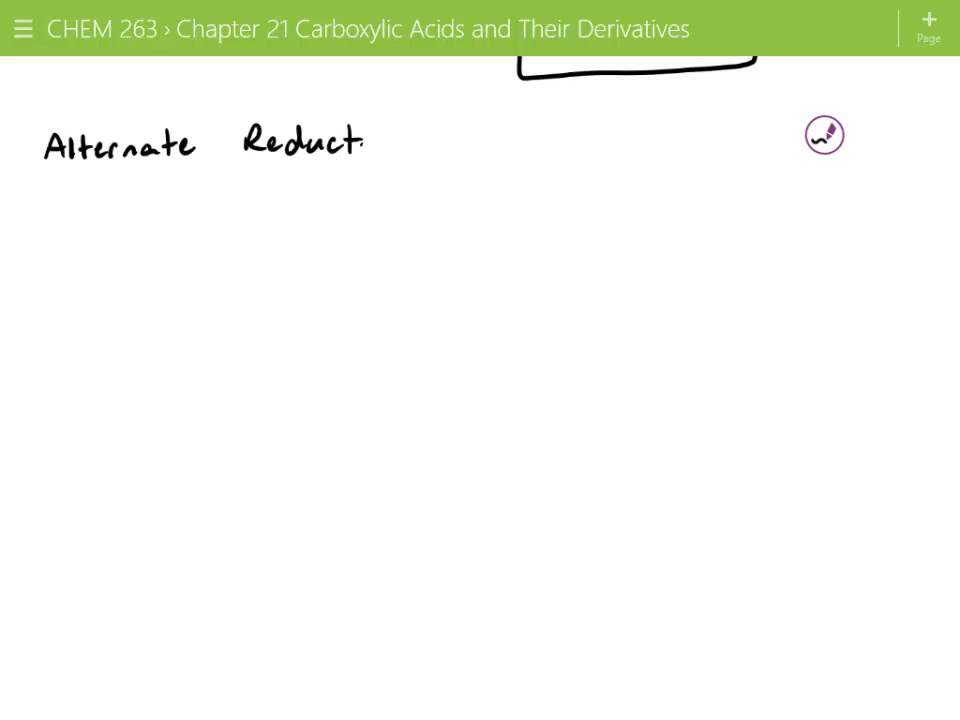 CHEM 263 › Chapter 21 Carboxylic Acids and Their Derivatives
+
Page
Alternate Reduct